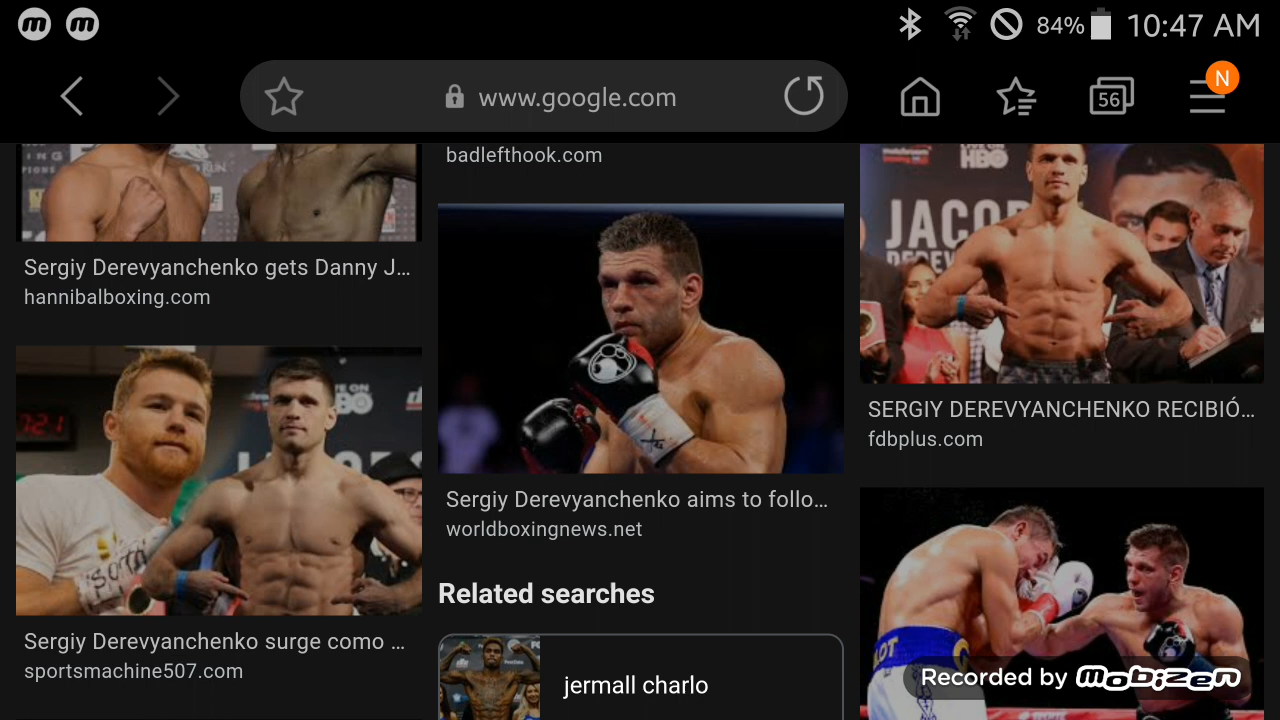 84% 10:47 AM
www.google.com
56
N
badlefthook.com
Sergiy Derevyanchenko gets Danny J...
hannibalboxing.com
HBO
JACOB
Sergiy Derevyanchenko surge como ...
sportsmachine507.com
Sergiy Derevyanchenko aims to follo...
worldboxingnews.net
Related searches
jermall charlo
SERGIY DEREVYANCHENKO RECIBIÓ...
fdbplus.com
Recorded by mobizen